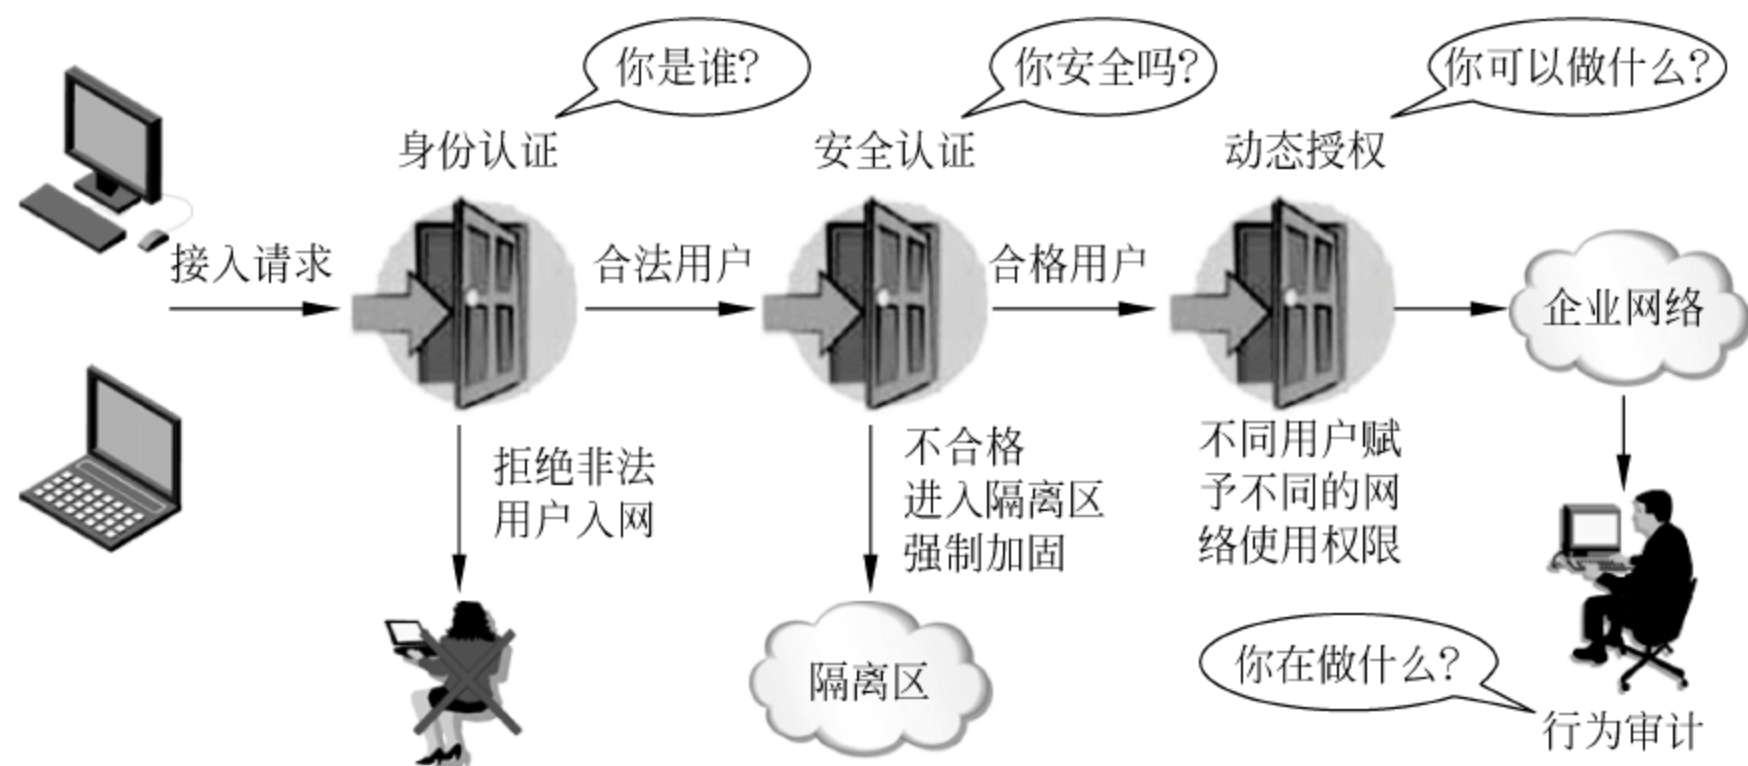 你是谁?
你安全吗?
你可以做什么?
身份认证
安全认证
动态授权
接入请求
合法用户
合格用户
企业网络
拒绝非法
用户入网
不合格
进入隔离区
强制加固
不同用户赋
予不同的网
络使用权限
隔离区
你在做什么?
行为审计